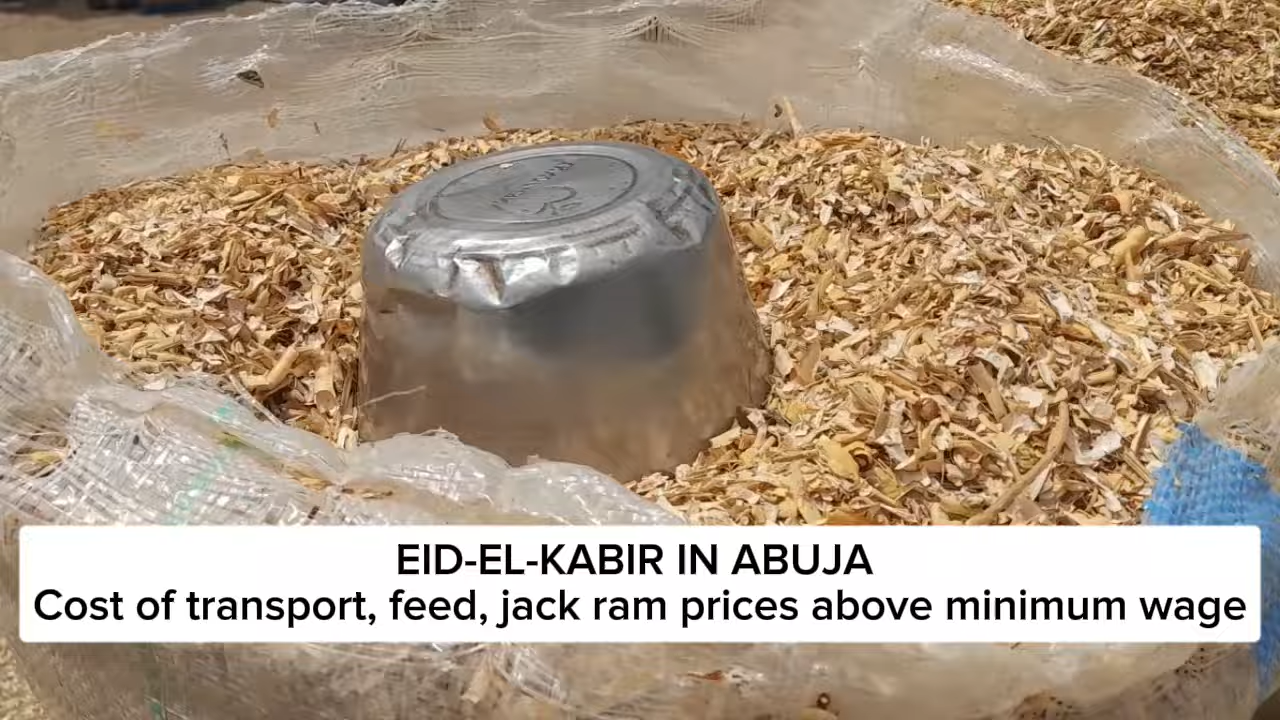 EID-EL-KABIR IN ABUJA
Cost of transport, feed, jack ram prices above minimum wage